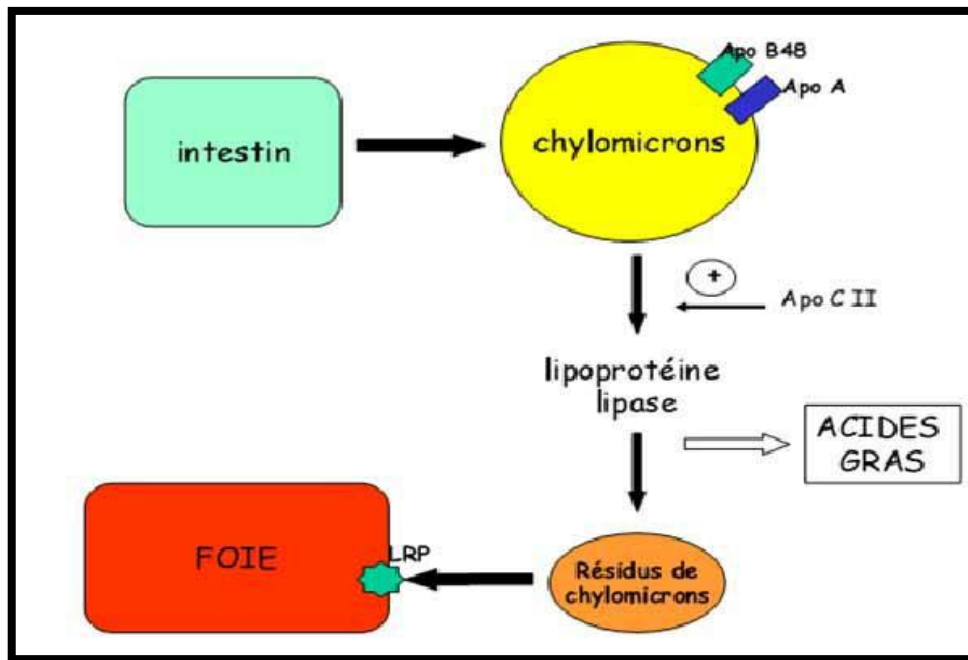 Apo B48
Apo A
intestin
chylomicrons
+
Apo C II
lipoprotéine
lipase
ACIDES
GRAS
FOIE
LRP
Résidus de
chylomicrons